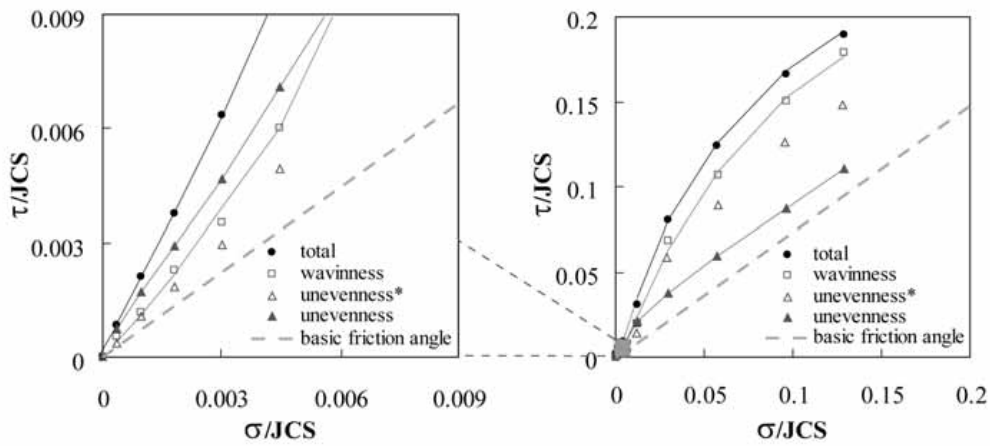 0.009
0.006
0.003
0
τ/JCS
total
wavinness
unevenness*
unevenness
basic friction angle
0 0.003 0.006 0.009
σ/JCS
0.2
0.15
0.1
0.05
0
τ/JCS
total
wavinness
unevenness*
unevenness
basic friction angle
0 0.05 0.1 0.15 0.2
σ/JCS